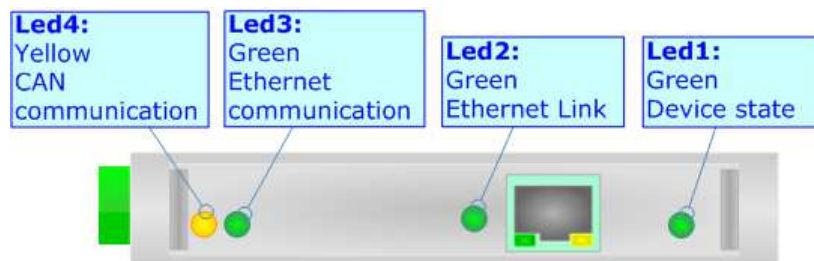 Led4:
Yellow
CAN
communication
Led3:
Green
Ethernet
communication
Led2:
Green
Ethernet Link
Led1:
Green
Device state